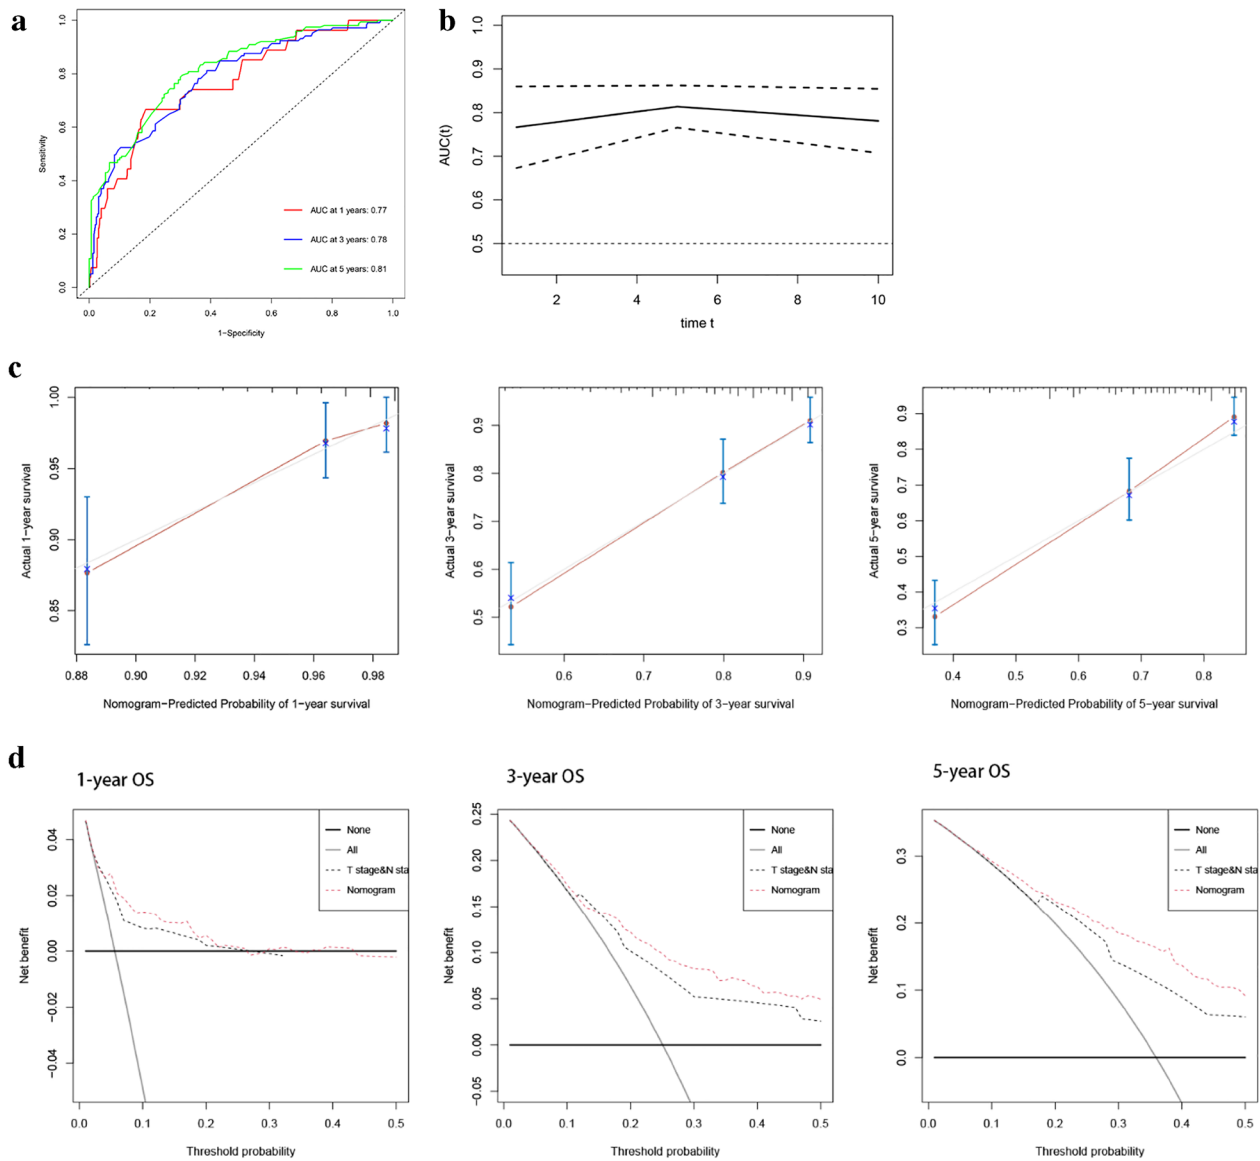 a
1.0
0.8
0.6
0.4
0.2
0.0
Sensitivity
AUC at 1 years: 0.77
AUC at 3 years: 0.78
AUC at 5 years: 0.81
0.0 0.2 0.4 0.6 0.8 1.0
1−Specificity
b
1.0
0.9
0.8
0.7
0.6
0.5
AUC(t)
2 4 6 8 10
time t
c
1.00
0.95
0.90
0.85
Actual 1−year survival
0.88 0.90 0.92 0.94 0.96 0.98
Nomogram−Predicted Probability of 1−year survival
0.9
0.8
0.7
0.6
0.5
Actual 3−year survival
0.6 0.7 0.8 0.9
Nomogram−Predicted Probability of 3−year survival
0.9
0.8
0.7
0.6
0.5
0.4
0.3
Actual 5−year survival
0.4 0.5 0.6 0.7 0.8
Nomogram−Predicted Probability of 5−year survival
d
1-year OS
0.04
0.02
0.00
−0.02
−0.04
Net benefit
None
All
T stage&N sta
Nomogram
0.0 0.1 0.2 0.3 0.4 0.5
Threshold probability
3-year OS
0.25
0.20
0.15
0.10
0.05
0.00
−0.05
Net benefit
None
All
T stage&N sta
Nomogram
0.0 0.1 0.2 0.3 0.4 0.5
Threshold probability
5-year OS
0.3
0.2
0.1
0.0
Net benefit
None
All
T stage&N sta
Nomogram
0.0 0.1 0.2 0.3 0.4 0.5
Threshold probability